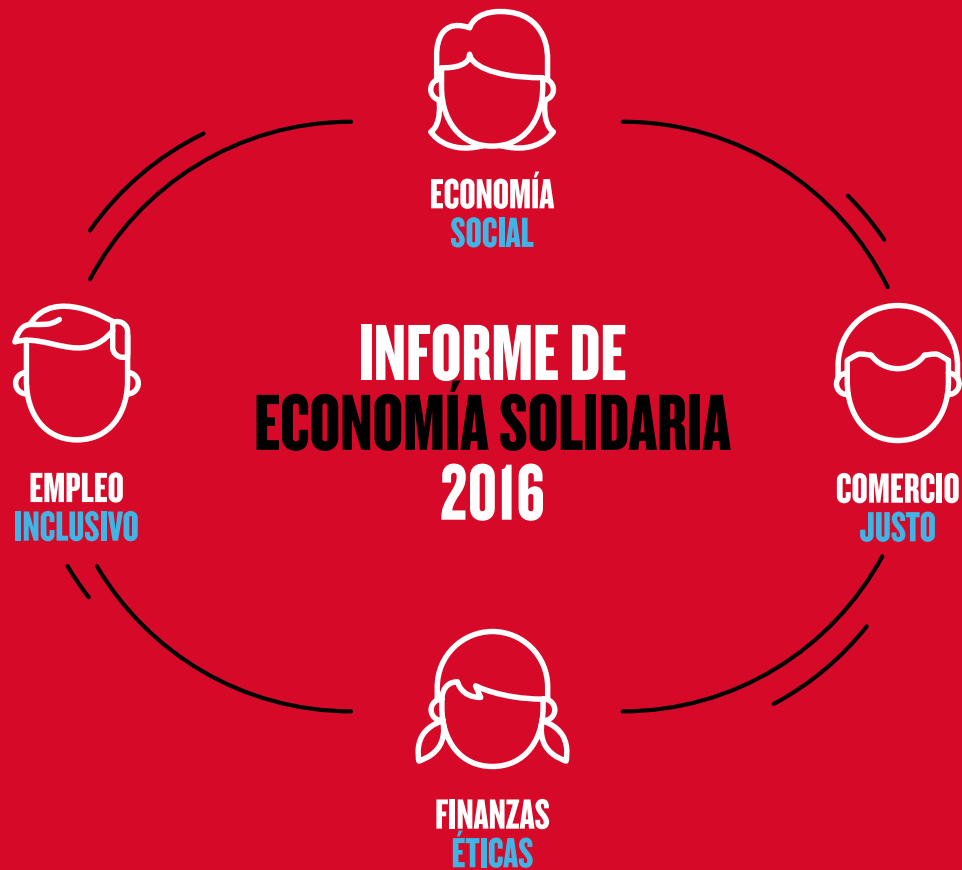 ECONOMÍA
SOCIAL
INFORME DE
ECONOMÍA SOLIDARIA
2016
EMPLEO
INCLUSIVO
COMERCIO
JUSTO
FINANZAS
ÉTICAS